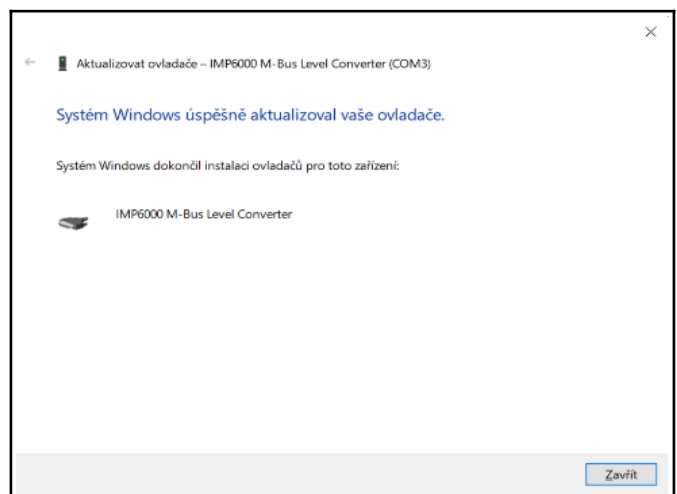 Aktualizovat ovladače – IMP6000 M-Bus Level Converter (COM3)
Systém Windows úspěšně aktualizoval vaše ovladače.
Systém Windows dokončil instalaci ovladačů pro toto zařízení:
IMP6000 M-Bus Level Converter
Zavřít